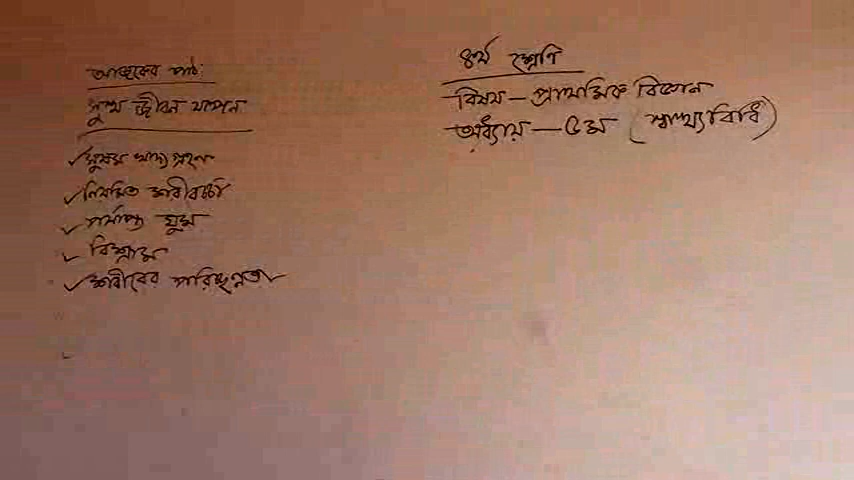 আজকের পাঠ:
সুস্থ জীবন যাপন
সুষম খাদ্য গ্রহণ
নিয়মিত শরীরচর্চা
পর্যাপ্ত ঘুম
বিশ্রাম
শরীরের পরিচ্ছন্নতা
৪র্থ শ্রেণি
বিষয় – প্রাথমিক বিজ্ঞান
অধ্যায় – ৫ম (স্বাস্থ্যবিধি)